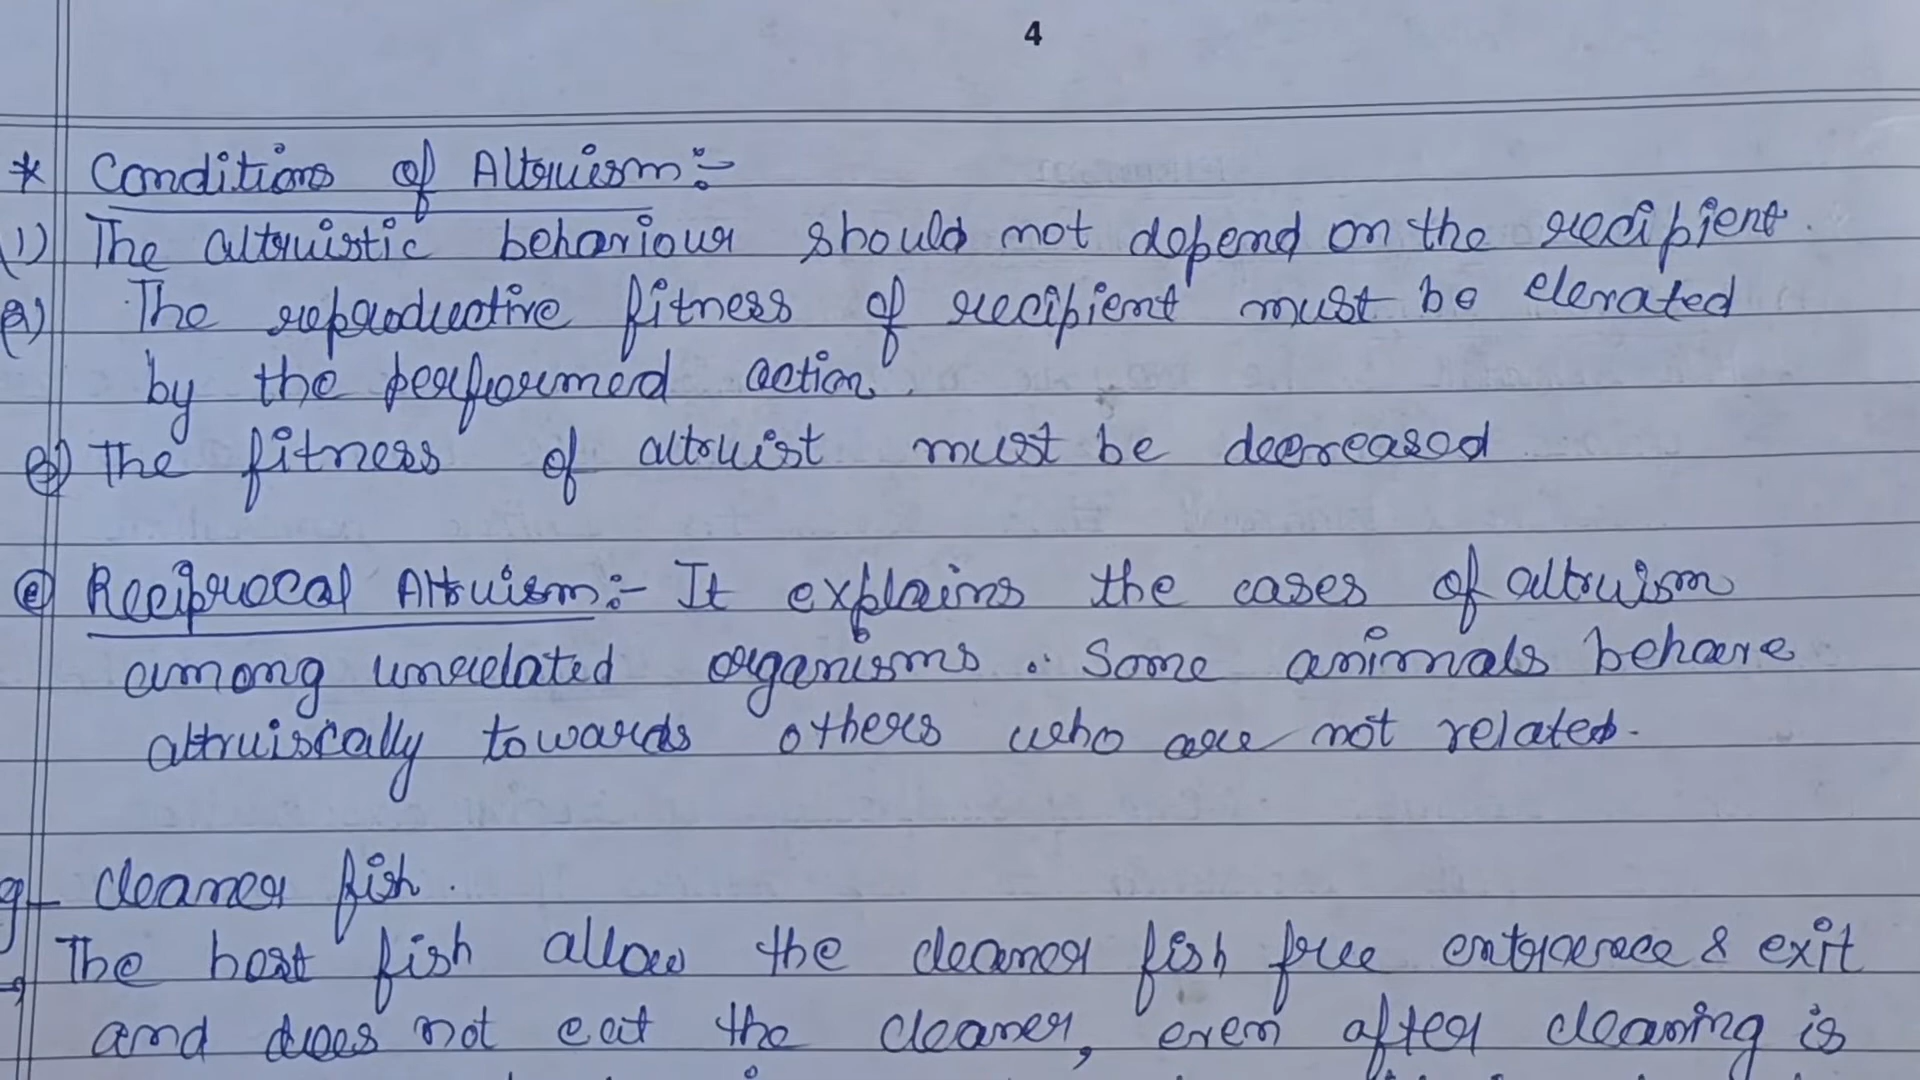 4
* Conditions of Altruism:-
(1) The altruistic behaviour should not depend on the recipient.
(2) The reproductive fitness of recipient must be elevated
by the performed action.
(3) The fitness of altruist must be decreased
Reciprocal Altruism:- It explains the cases of altruism
among unrelated organisms. Some animals behave
altruiscally towards others who are not related.
eg- cleaner fish.
The host fish allow the cleaner fish free entrance & exit
and does not eat the cleaner, even after cleaning is